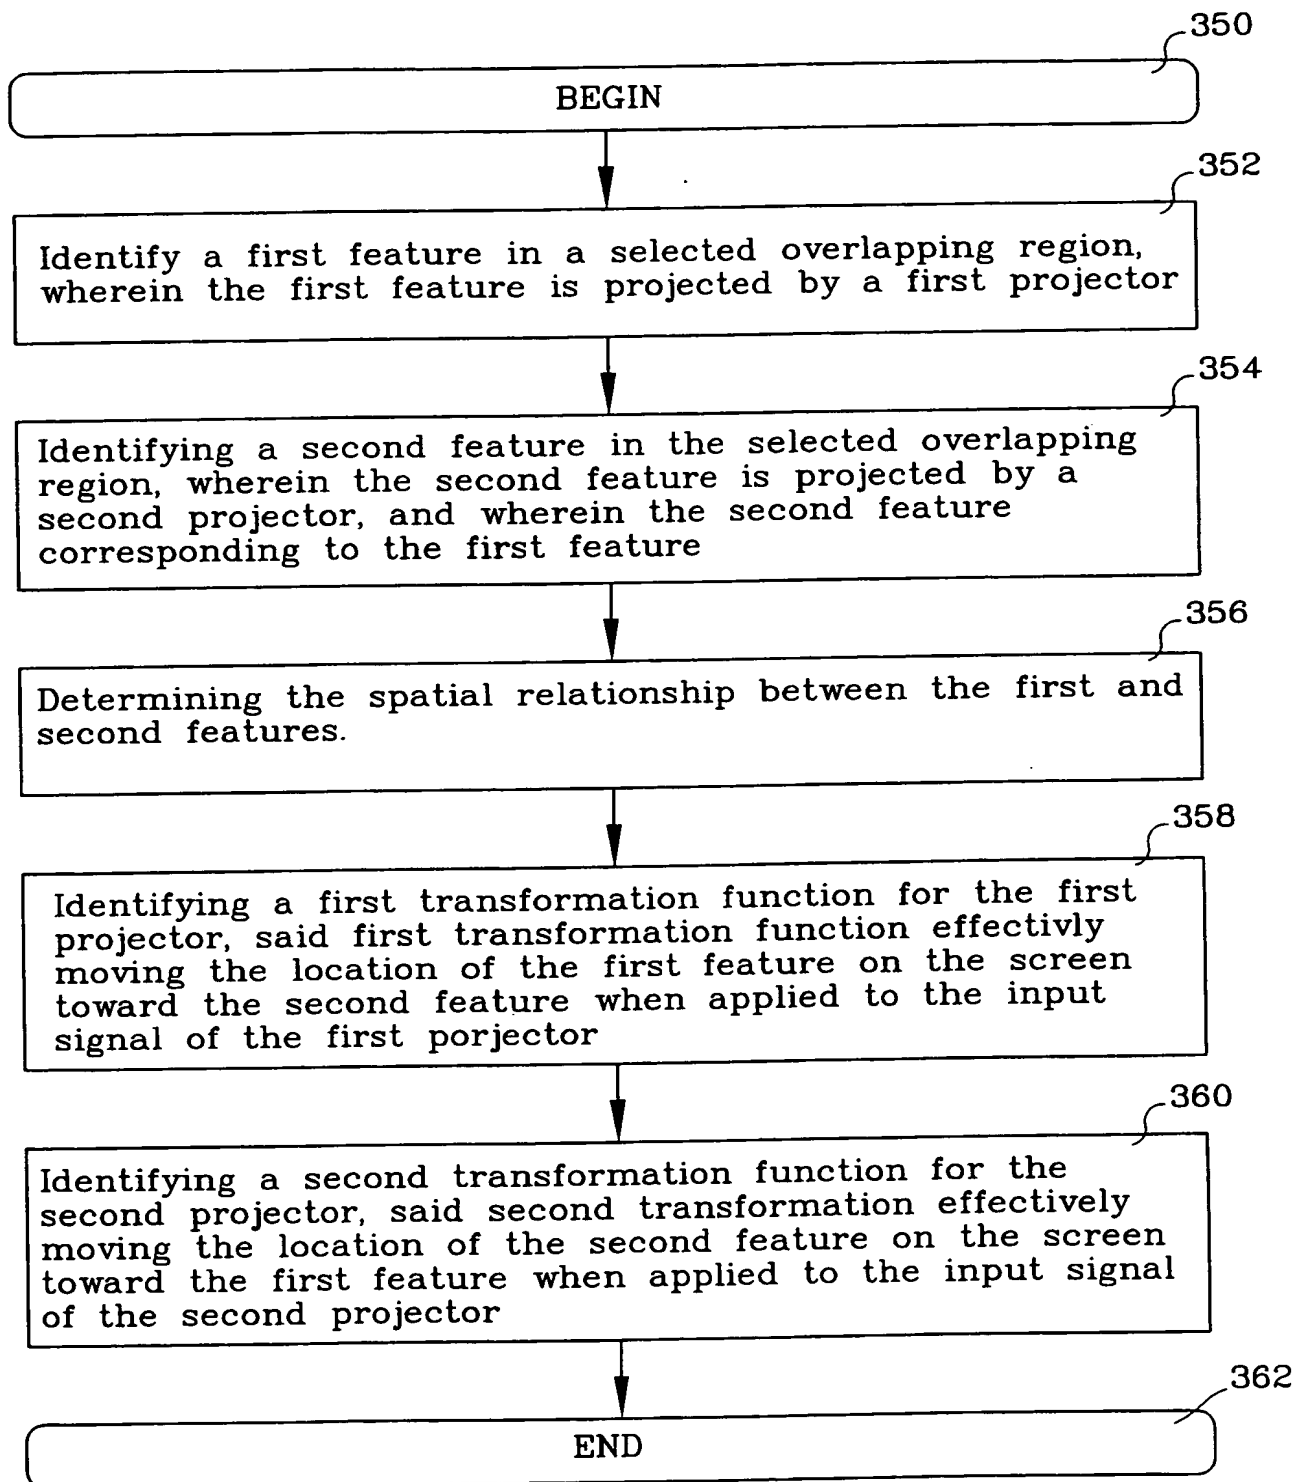 350
BEGIN
352
Identify a first feature in a selected overlapping region,
wherein the first feature is projected by a first projector
354
Identifying a second feature in the selected overlapping
region, wherein the second feature is projected by a
second projector, and wherein the second feature
corresponding to the first feature
356
Determining the spatial relationship between the first and
second features.
358
Identifying a first transformation function for the first
projector, said first transformation function effectivly
moving the location of the first feature on the screen
toward the second feature when applied to the input
signal of the first porjector
360
Identifying a second transformation function for the
second projector, said second transformation effectively
moving the location of the second feature on the screen
toward the first feature when applied to the input signal
of the second projector
362
END